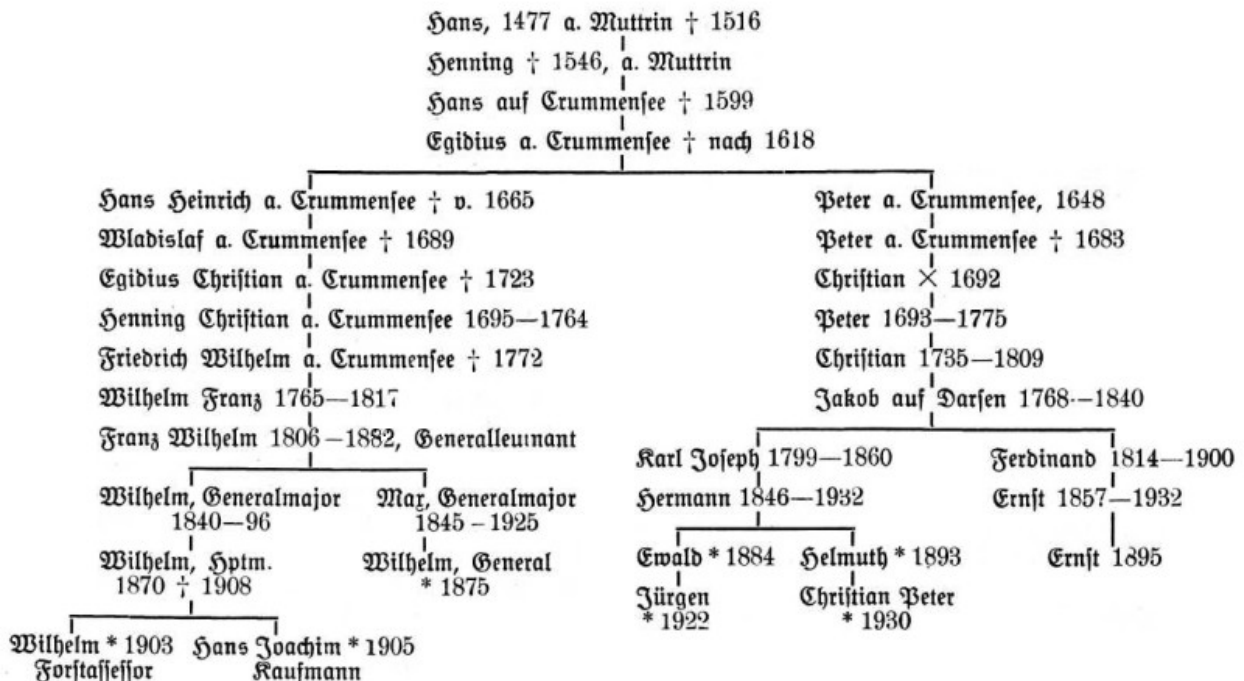 Hans, 1477 a. Muttrin † 1516
Henning † 1546, a. Muttrin
Hans auf Crummensee † 1599
Egidius a. Crummensee † nach 1618
Hans Heinrich a. Crummensee † v. 1665
Wladislaf a. Crummensee † 1689
Egidius Christian a. Crummensee † 1723
Henning Christian a. Crummensee 1695—1764
Friedrich Wilhelm a. Crummensee † 1772
Wilhelm Franz 1765—1817
Franz Wilhelm 1806–1882, Generalleutnant
Wilhelm, Generalmajor
1840—96
Max, Generalmajor
1845–1925
Wilhelm, Hptm.
1870 † 1908
Wilhelm, General
* 1875
Wilhelm * 1903
Forstassessor
Hans Joachim * 1905
Kaufmann
Peter a. Crummensee, 1648
Peter a. Crummensee † 1683
Christian × 1692
Peter 1693—1775
Christian 1735—1809
Jakob auf Darsen 1768–1840
Karl Joseph 1799—1860
Ferdinand 1814—1900
Hermann 1846—1932
Ernst 1857—1932
Ewald * 1884
Helmuth * 1893
Ernst 1895
Jürgen
* 1922
Christian Peter
* 1930